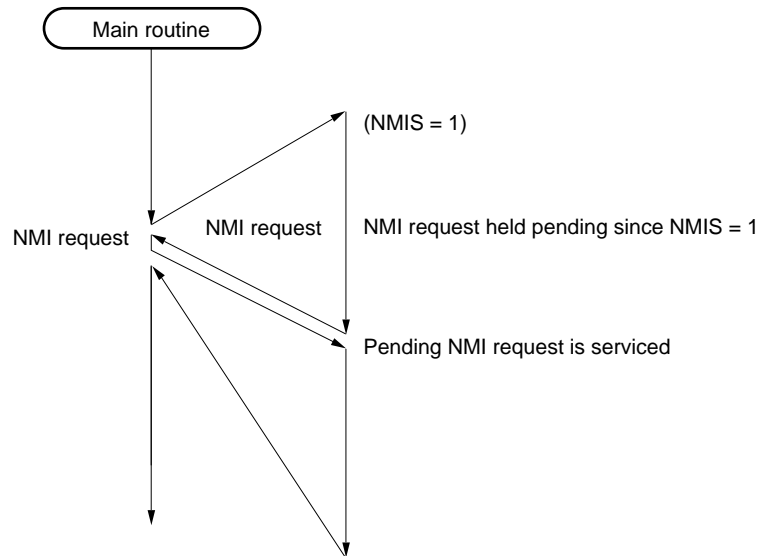 Main routine
(NMIS = 1)
NMI request
NMI request
NMI request held pending since NMIS = 1
Pending NMI request is serviced